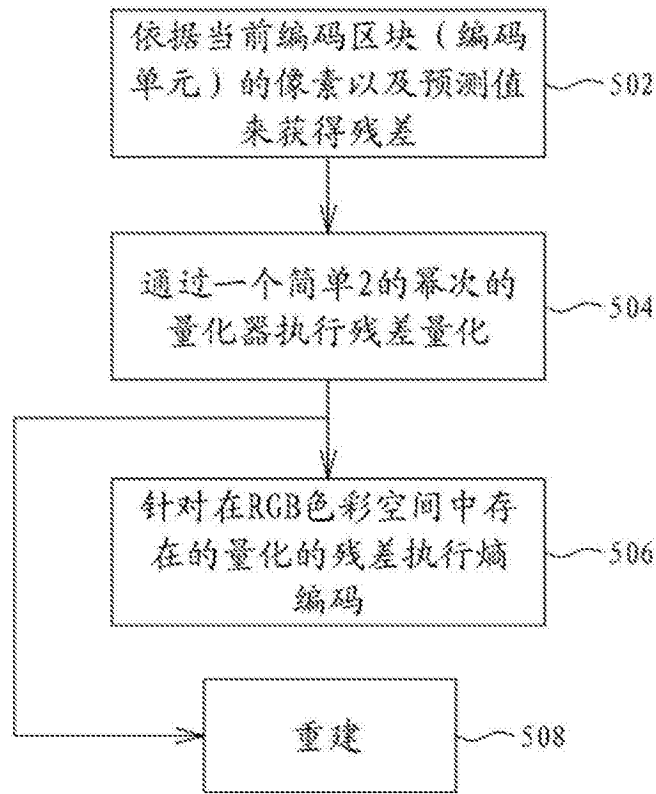 依据当前编码区块（编码
单元）的像素以及预测值
来获得残差
502
通过一个简单2的幂次的
量化器执行残差量化
504
针对在RGB色彩空间中存
在的量化的残差执行熵
编码
506
重建
508